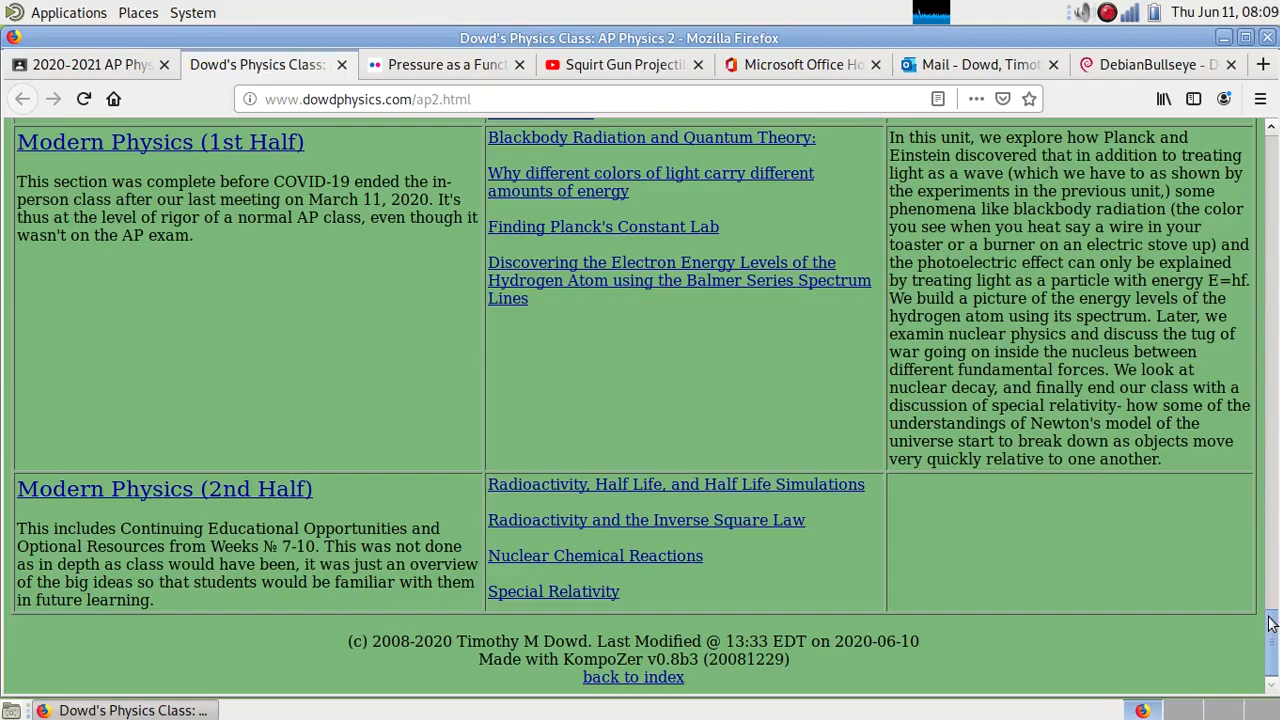 Applications Places System
Thu Jun 11, 08:09
Dowd's Physics Class: AP Physics 2 - Mozilla Firefox
2020-2021 AP Phys
Dowd's Physics Class:
Pressure as a Func
Squirt Gun Projectil
Microsoft Office Ho
Mail - Dowd, Timot
DebianBullseye - D
www.dowdphysics.com/ap2.html
Modern Physics (1st Half)
This section was complete before COVID-19 ended the in-
person class after our last meeting on March 11, 2020. It's
thus at the level of rigor of a normal AP class, even though it
wasn't on the AP exam.
Blackbody Radiation and Quantum Theory:
Why different colors of light carry different
amounts of energy
Finding Planck's Constant Lab
Discovering the Electron Energy Levels of the
Hydrogen Atom using the Balmer Series Spectrum
Lines
In this unit, we explore how Planck and
Einstein discovered that in addition to treating
light as a wave (which we have to as shown by
the experiments in the previous unit,) some
phenomena like blackbody radiation (the color
you see when you heat say a wire in your
toaster or a burner on an electric stove up) and
the photoelectric effect can only be explained
by treating light as a particle with energy E=hf.
We build a picture of the energy levels of the
hydrogen atom using its spectrum. Later, we
examin nuclear physics and discuss the tug of
war going on inside the nucleus between
different fundamental forces. We look at
nuclear decay, and finally end our class with a
discussion of special relativity- how some of the
understandings of Newton's model of the
universe start to break down as objects move
very quickly relative to one another.
Modern Physics (2nd Half)
This includes Continuing Educational Opportunities and
Optional Resources from Weeks № 7-10. This was not done
as in depth as class would have been, it was just an overview
of the big ideas so that students would be familiar with them
in future learning.
Radioactivity, Half Life, and Half Life Simulations
Radioactivity and the Inverse Square Law
Nuclear Chemical Reactions
Special Relativity
(c) 2008-2020 Timothy M Dowd. Last Modified @ 13:33 EDT on 2020-06-10
Made with KompoZer v0.8b3 (20081229)
back to index
Dowd's Physics Class: ...